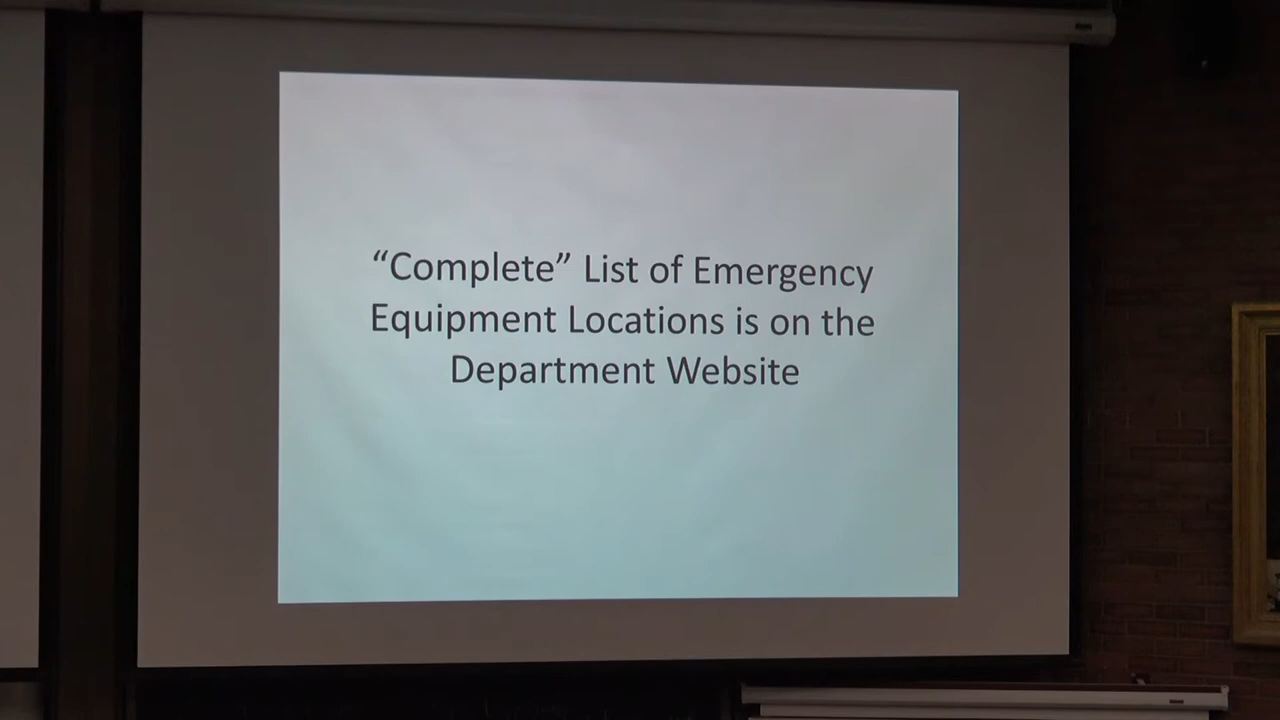 “Complete” List of Emergency
Equipment Locations is on the
Department Website